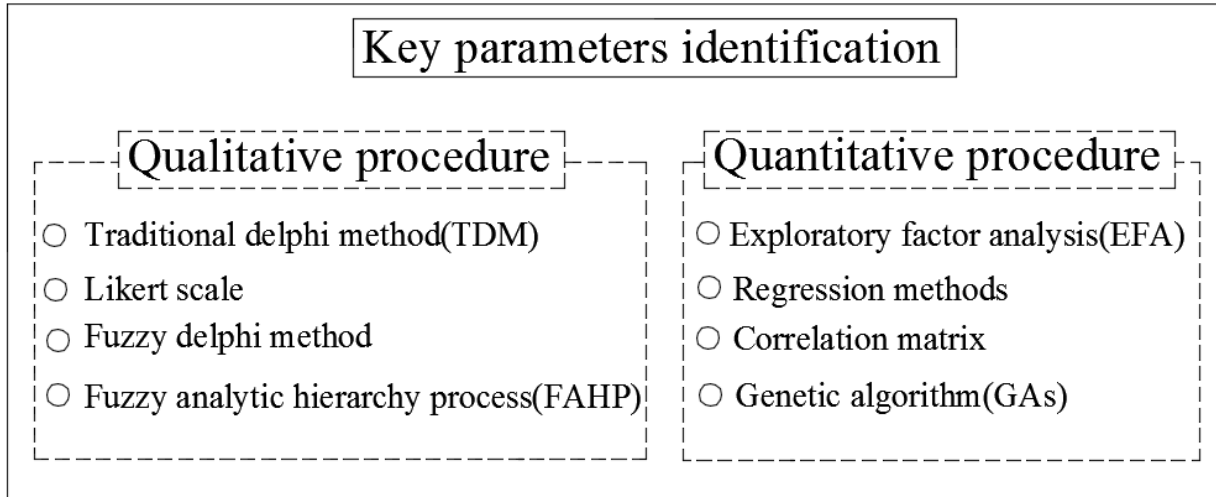 Key parameters identification
Qualitative procedure
Traditional delphi method(TDM)
Likert scale
Fuzzy delphi method
Fuzzy analytic hierarchy process(FAHP)
Quantitative procedure
Exploratory factor analysis(EFA)
Regression methods
Correlation matrix
Genetic algorithm(GAs)